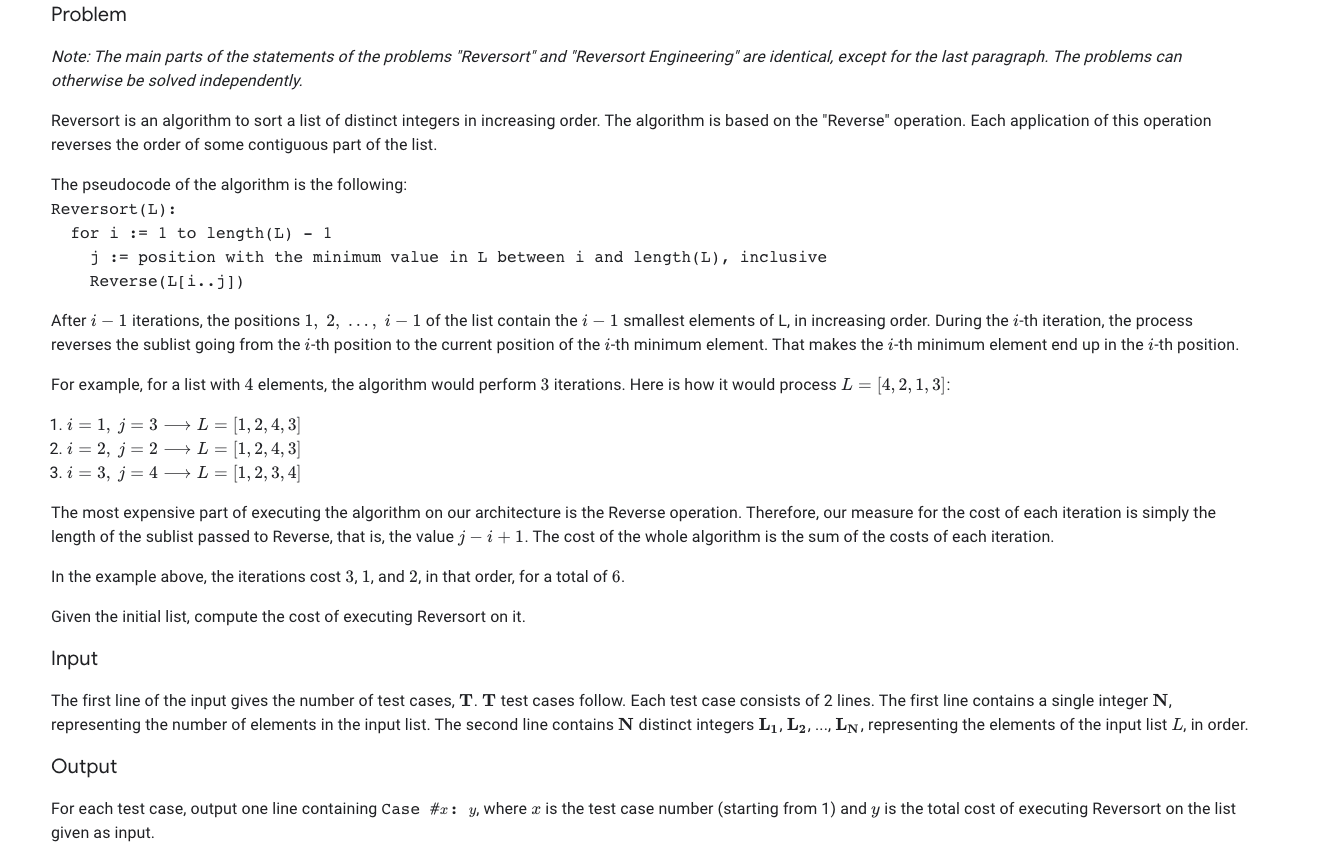 Problem
Note: The main parts of the statements of the problems "Reversort" and "Reversort Engineering" are identical, except for the last paragraph. The problems can
otherwise be solved independently.
Reversort is an algorithm to sort a list of distinct integers in increasing order. The algorithm is based on the "Reverse" operation. Each application of this operation
reverses the order of some contiguous part of the list.
The pseudocode of the algorithm is the following:
Reversort(L):
  for i := 1 to length(L) - 1
    j := position with the minimum value in L between i and length(L), inclusive
    Reverse(L[i..j])
After i − 1 iterations, the positions 1, 2, ..., i − 1 of the list contain the i − 1 smallest elements of L, in increasing order. During the i-th iteration, the process
reverses the sublist going from the i-th position to the current position of the i-th minimum element. That makes the i-th minimum element end up in the i-th position.
For example, for a list with 4 elements, the algorithm would perform 3 iterations. Here is how it would process L = [4, 2, 1, 3]:
1. i = 1, j = 3 ⟶ L = [1, 2, 4, 3]
2. i = 2, j = 2 ⟶ L = [1, 2, 4, 3]
3. i = 3, j = 4 ⟶ L = [1, 2, 3, 4]
The most expensive part of executing the algorithm on our architecture is the Reverse operation. Therefore, our measure for the cost of each iteration is simply the
length of the sublist passed to Reverse, that is, the value j − i + 1. The cost of the whole algorithm is the sum of the costs of each iteration.
In the example above, the iterations cost 3, 1, and 2, in that order, for a total of 6.
Given the initial list, compute the cost of executing Reversort on it.
Input
The first line of the input gives the number of test cases, T. T test cases follow. Each test case consists of 2 lines. The first line contains a single integer N,
representing the number of elements in the input list. The second line contains N distinct integers L₁, L₂, ..., L_N, representing the elements of the input list L, in order.
Output
For each test case, output one line containing Case #x: y, where x is the test case number (starting from 1) and y is the total cost of executing Reversort on the list
given as input.